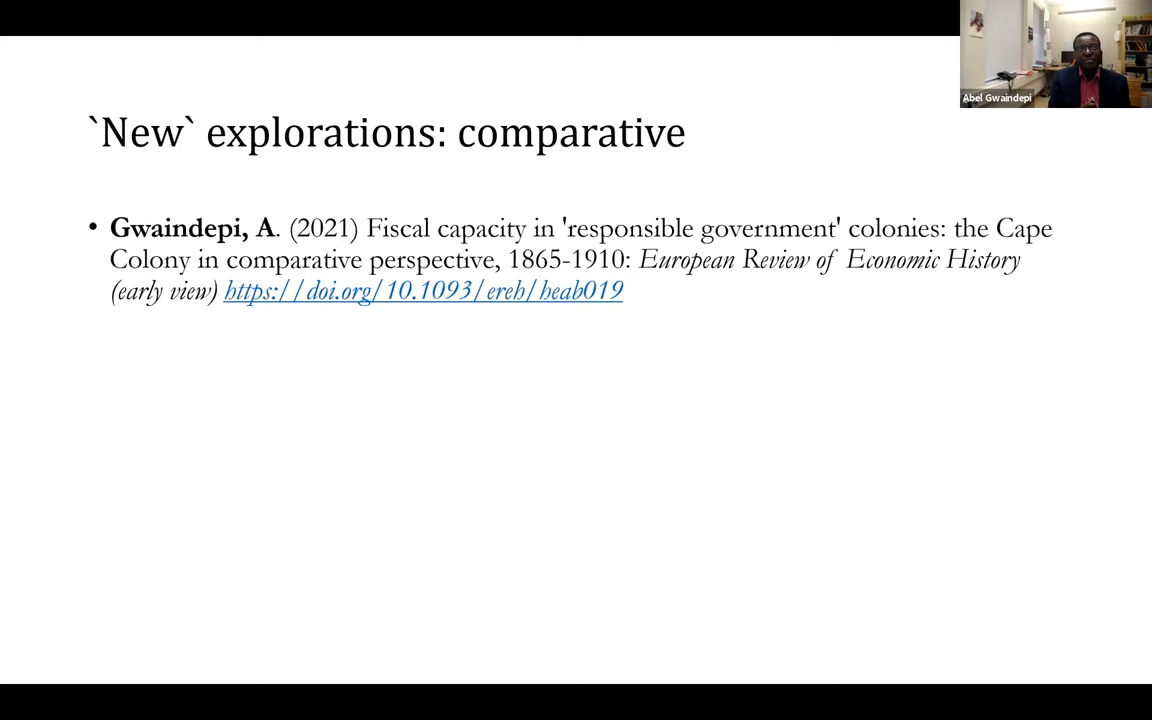 Abel Gwaindepi
`New` explorations: comparative
• Gwaindepi, A. (2021) Fiscal capacity in 'responsible government' colonies: the Cape
Colony in comparative perspective, 1865-1910: European Review of Economic History
(early view) https://doi.org/10.1093/ereh/heab019